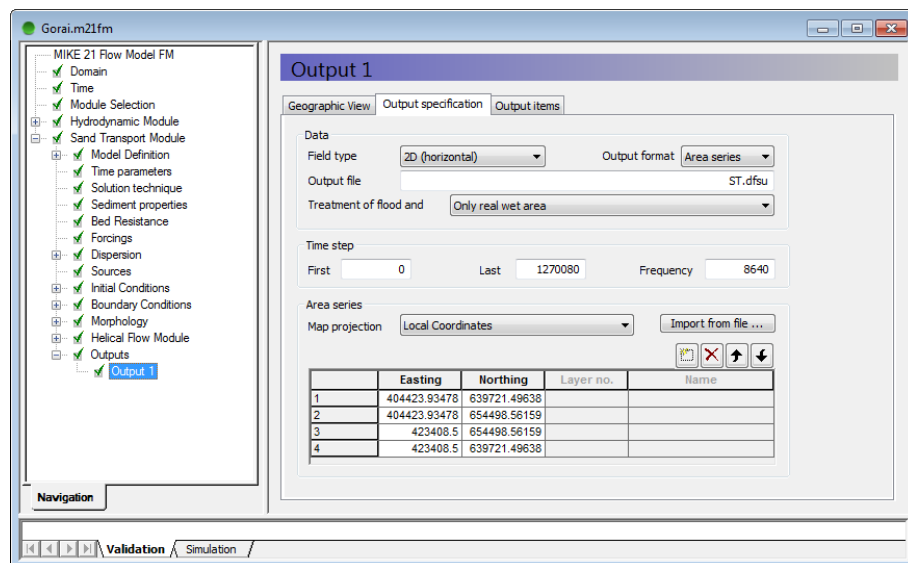 Gorai.m21fm
MIKE 21 Flow Model FM
Domain
Time
Module Selection
Hydrodynamic Module
Sand Transport Module
Model Definition
Time parameters
Solution technique
Sediment properties
Bed Resistance
Forcings
Dispersion
Sources
Initial Conditions
Boundary Conditions
Morphology
Helical Flow Module
Outputs
Output 1
Navigation
Output 1
Geographic View Output specification Output items
Data
Field type 2D (horizontal) Output format Area series
Output file ST.dfsu
Treatment of flood and Only real wet area
Time step
First 0 Last 1270080 Frequency 8640
Area series
Map projection Local Coordinates Import from file ...
Easting Northing Layer no. Name
1 404423.93478 639721.49638
2 404423.93478 654498.56159
3 423408.5 654498.56159
4 423408.5 639721.49638
Validation Simulation